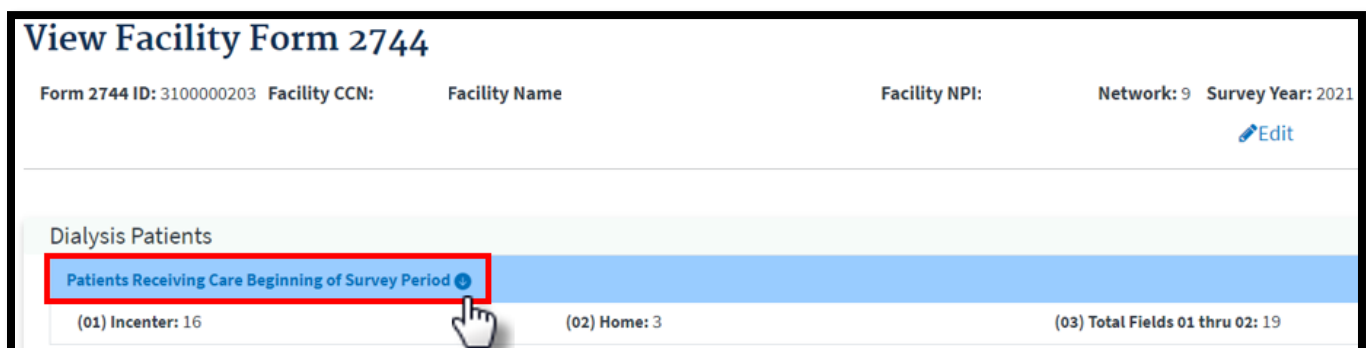 View Facility Form 2744
Form 2744 ID: 3100000203 Facility CCN: Facility Name Facility NPI: Network: 9 Survey Year: 2021
Edit
Dialysis Patients
Patients Receiving Care Beginning of Survey Period
(01) Incenter: 16 (02) Home: 3 (03) Total Fields 01 thru 02: 19